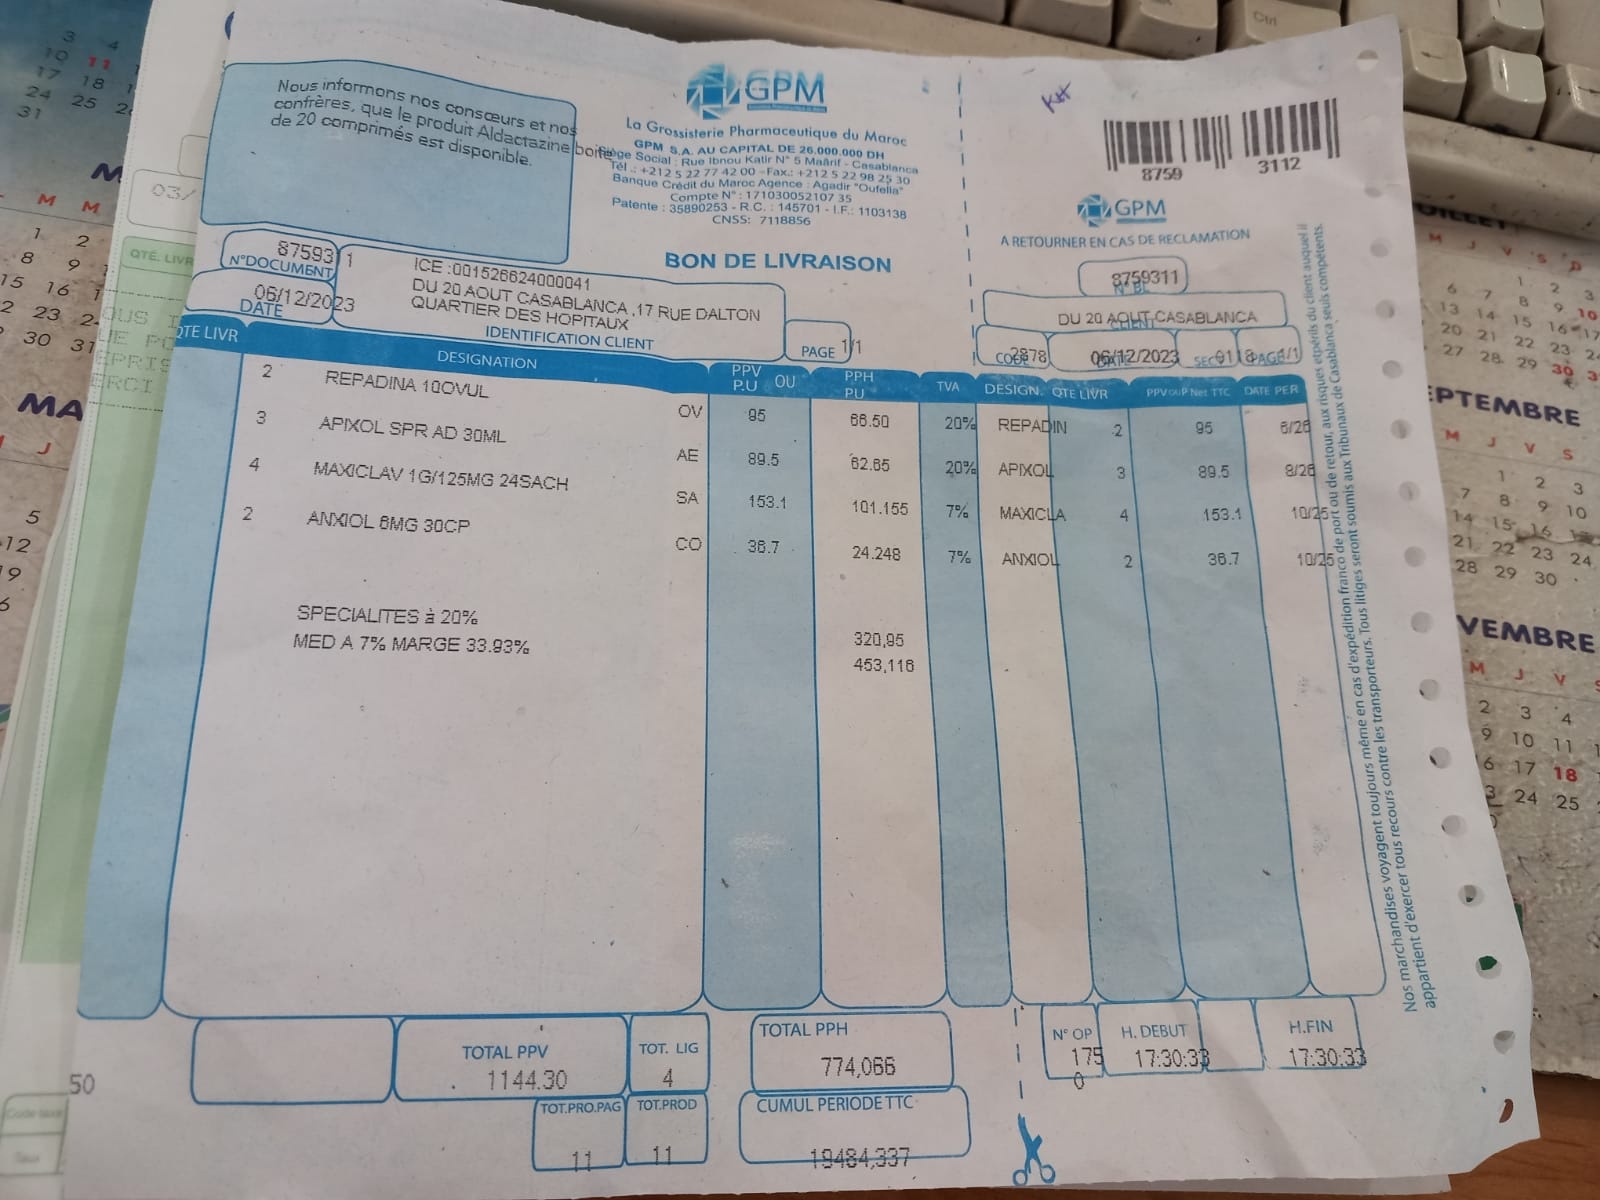 Nous informons nos consœurs et nos
confrères, que le produit Aldactazine boite
de 20 comprimés est disponible.
GPM
La Grossisterie Pharmaceutique du Maroc
GPM S.A. AU CAPITAL DE 26.000.000 DH
Siège Social : Rue Ibnou Katir N° 5 Maârif - Casablanca
Tél .: +212 5 22 77 42 00 -Fax.: +212 5 22 98 25 30
Banque Crédit du Maroc Agence : Agadir "Oufella"
Compte N° : 171030052107 35
Patente : 35890253 - R.C. : 145701 - I.F.: 1103138
CNSS: 7118856
BON DE LIVRAISON
8759311
N°DOCUMENT
06/12/2023
DATE
ICE :001526624000041
DU 20 AOUT CASABLANCA ,17 RUE DALTON
QUARTIER DES HOPITAUX
IDENTIFICATION CLIENT
PAGE 1/1
QTE LIVR DESIGNATION PPV OU P.U PPH PU TVA
2 REPADINA 10OVUL OV 95 66.50 20%
3 APIXOL SPR AD 30ML AE 89.5 62.65 20%
4 MAXICLAV 1G/125MG 24SACH SA 153.1 101.155 7%
2 ANXIOL 6MG 30CP CO 36.7 24.248 7%
SPECIALITES à 20% 320,95
MED A 7% MARGE 33.93% 453,116
TOTAL PPV
1144.30
TOT. LIG
4
TOTAL PPH
774,066
TOT.PRO.PAG
11
TOT.PROD
11
CUMUL PERIODE TTC
19484,337
8759 3112
GPM
A RETOURNER EN CAS DE RECLAMATION
8759311
N° BL
DU 20 AOUT CASABLANCA
CLIENT
CODE 2878
DATE 06/12/2023
SEC 9118
PAGE 1/1
DESIGN. QTE LIVR PPV ou P Net TTC DATE PER
REPADIN 2 95 6/26
APIXOL 3 89.5 8/26
MAXICLA 4 153.1 10/25
ANXIOL 2 36.7 10/25
N° OP
1750
H. DEBUT
17:30:33
H.FIN
17:30:33
Nos marchandises voyagent toujours même en cas d'expédition franco de port ou de retour, aux risques et périls du client auquel il
appartient d'exercer tous recours contre les transporteurs. Tous litiges seront soumis aux Tribunaux de Casablanca seuls compétents.
50
QTÉ. LIVR
03/
Ctrl
EPTEMBRE
VEMBRE